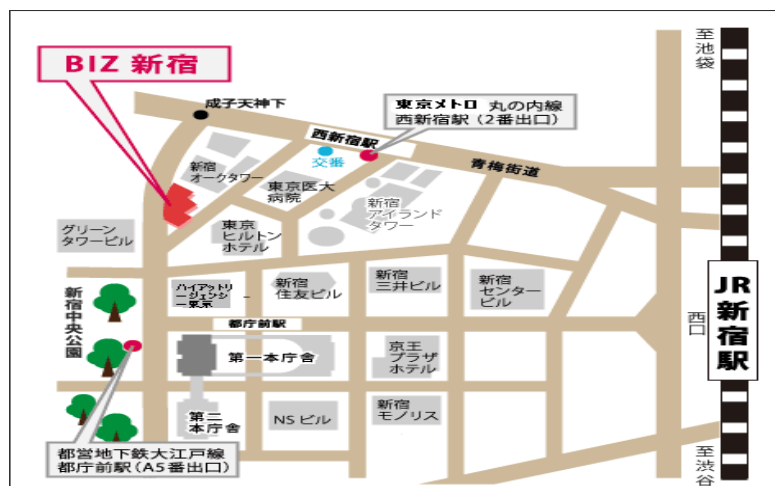 至池袋
BIZ 新宿
成子天神下
東京メトロ 丸の内線
西新宿駅(2番出口)
西新宿駅
交番
青梅街道
新宿
オークタワー
東京医大
病院
新宿
アイランド
タワー
グリーン
タワービル
東京
ヒルトン
ホテル
新宿中央公園
ハイアットリ
ージェンシ
ー東京
新宿
住友ビル
新宿
三井ビル
新宿
センター
ビル
JR新宿駅
西口
都庁前駅
第一本庁舎
京王
プラザ
ホテル
第二
本庁舎
NSビル
新宿
モノリス
都営地下鉄大江戸線
都庁前駅(A5番出口)
至渋谷